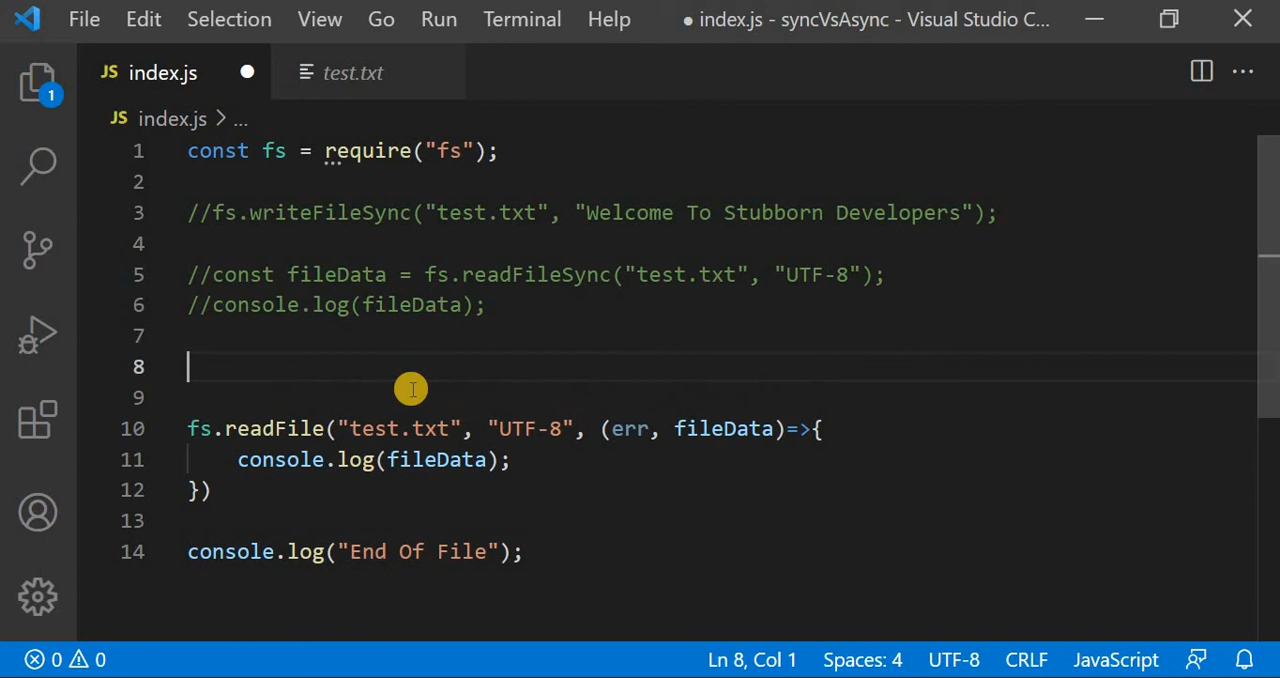 File Edit Selection View Go Run Terminal Help ● index.js - syncVsAsync - Visual Studio C...
JS index.js ● test.txt
1
JS index.js > ...
1 const fs = require("fs");
2
3 //fs.writeFileSync("test.txt", "Welcome To Stubborn Developers");
4
5 //const fileData = fs.readFileSync("test.txt", "UTF-8");
6 //console.log(fileData);
7
8
9
10 fs.readFile("test.txt", "UTF-8", (err, fileData)=>{
11 console.log(fileData);
12 })
13
14 console.log("End Of File");
0 0 Ln 8, Col 1 Spaces: 4 UTF-8 CRLF JavaScript